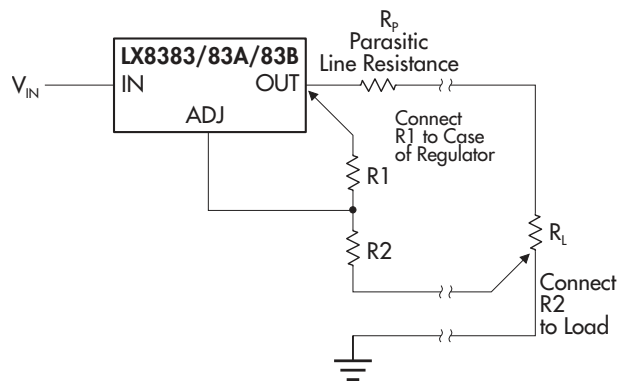 R_P
Parasitic
Line Resistance
LX8383/83A/83B
V_IN
IN
OUT
ADJ
Connect
R1 to Case
of Regulator
R1
R2
R_L
Connect
R2
to Load